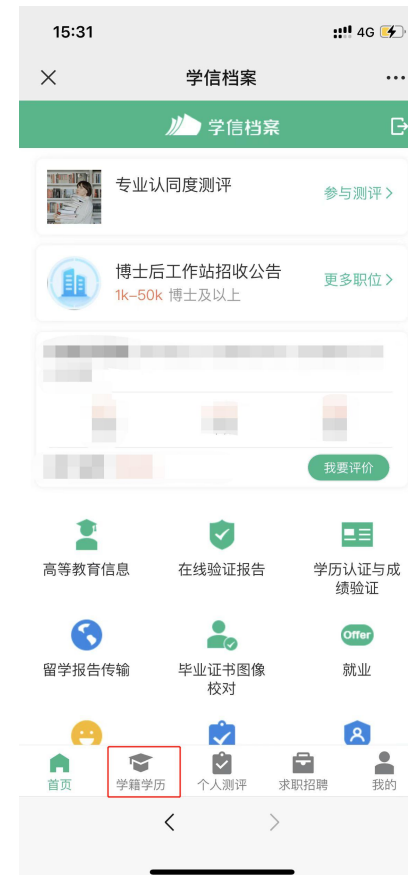 15:31
4G
学信档案
学信档案
专业认同度测评
参与测评
博士后工作站招收公告
更多职位
1k–50k 博士及以上
我要评价
高等教育信息
在线验证报告
学历认证与成
绩验证
Offer
留学报告传输
毕业证书图像
校对
就业
首页
学籍学历
个人测评
求职招聘
我的